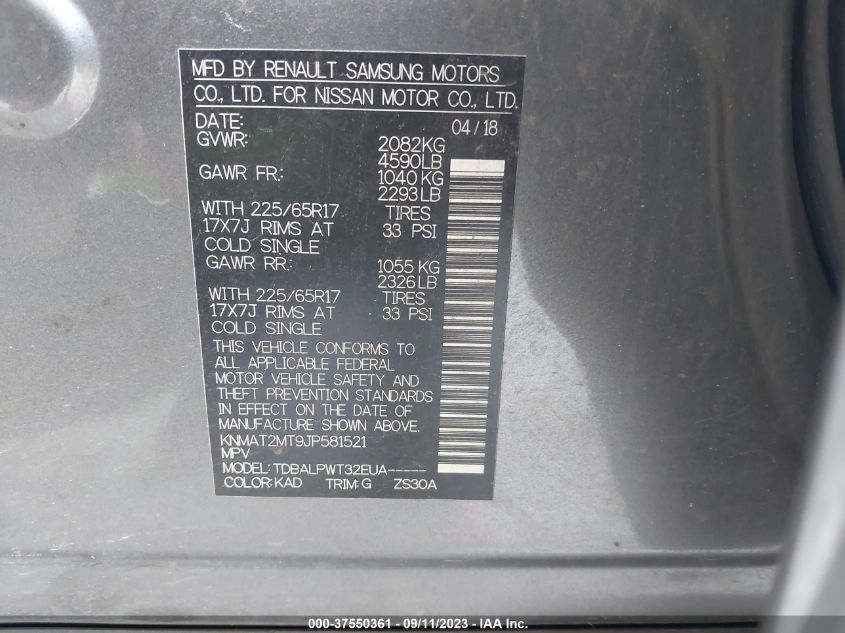 MFD BY RENAULT SAMSUNG MOTORS
CO., LTD. FOR NISSAN MOTOR CO., LTD.
DATE: 04/18
GVWR: 2082KG
4590LB
GAWR FR.: 1040 KG
2293LB
WITH 225/65R17 TIRES
17X7J RIMS AT 33 PSI
COLD SINGLE
GAWR RR.: 1055 KG
2326LB
WITH 225/65R17 TIRES
17X7J RIMS AT 33 PSI
COLD SINGLE
THIS VEHICLE CONFORMS TO
ALL APPLICABLE FEDERAL
MOTOR VEHICLE SAFETY AND
THEFT PREVENTION STANDARDS
IN EFFECT ON THE DATE OF
MANUFACTURE SHOWN ABOVE.
KNMAT2MT9JP581521
MPV
MODEL: TDBALPWT32EUA-----
COLOR:KAD TRIM:G ZS30A
000-37550361 - 09/11/2023 - IAA Inc.